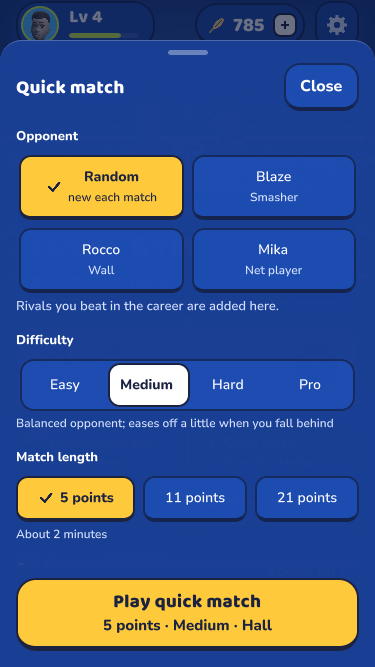 Lv 4
785
Quick match
Close
Opponent
Random
new each match
Blaze
Smasher
Rocco
Wall
Mika
Net player
Rivals you beat in the career are added here.
Difficulty
Easy
Medium
Hard
Pro
Balanced opponent; eases off a little when you fall behind
Match length
5 points
11 points
21 points
About 2 minutes
Play quick match
5 points · Medium · Hall